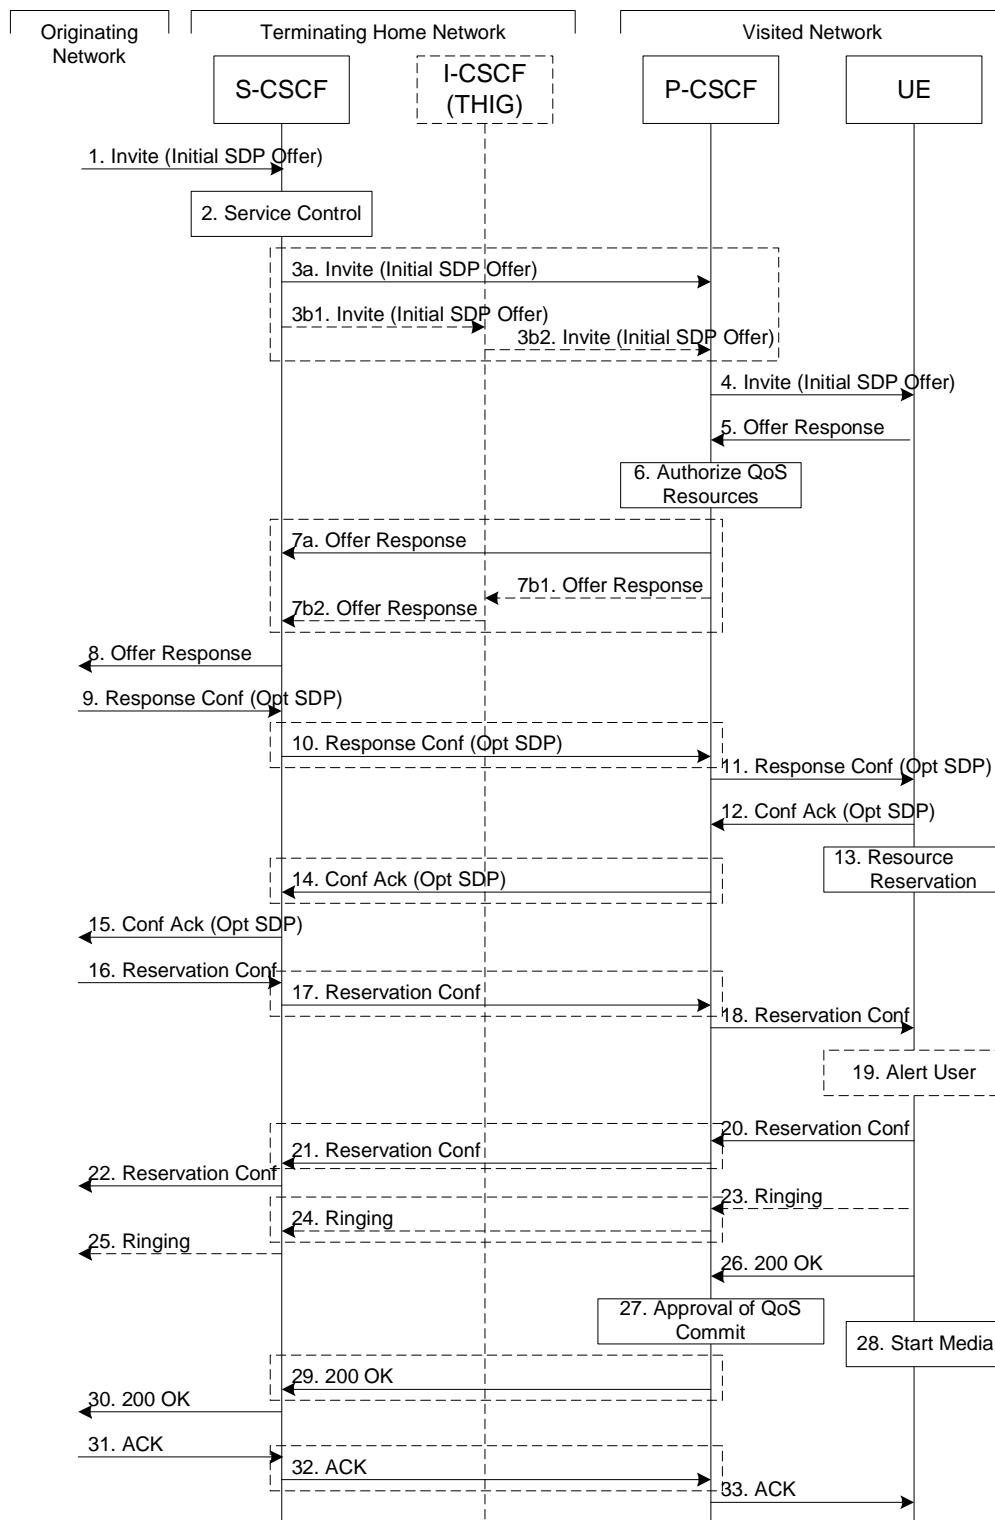 Originating
Network
Terminating Home Network
Visited Network
S-CSCF
I-CSCF
(THIG)
P-CSCF
UE
1. Invite (Initial SDP Offer)
2. Service Control
3a. Invite (Initial SDP Offer)
3b1. Invite (Initial SDP Offer)
3b2. Invite (Initial SDP Offer)
4. Invite (Initial SDP Offer)
5. Offer Response
6. Authorize QoS
Resources
7a. Offer Response
7b1. Offer Response
7b2. Offer Response
8. Offer Response
9. Response Conf (Opt SDP)
10. Response Conf (Opt SDP)
11. Response Conf (Opt SDP)
12. Conf Ack (Opt SDP)
13. Resource
Reservation
14. Conf Ack (Opt SDP)
15. Conf Ack (Opt SDP)
16. Reservation Conf
17. Reservation Conf
18. Reservation Conf
19. Alert User
20. Reservation Conf
21. Reservation Conf
22. Reservation Conf
23. Ringing
24. Ringing
25. Ringing
26. 200 OK
27. Approval of QoS
Commit
28. Start Media
29. 200 OK
30. 200 OK
31. ACK
32. ACK
33. ACK